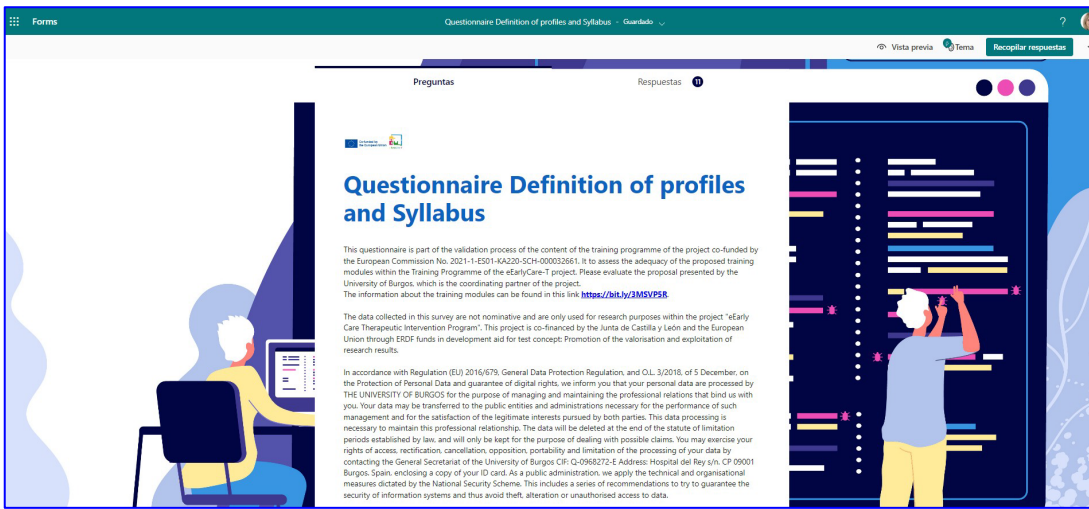 Forms
Questionnaire Definition of profiles and Syllabus - Guardado
?
Vista previa
Tema
Recopilar respuestas
Preguntas
Respuestas 11
Co-funded by
the European Union
Questionnaire Definition of profiles
and Syllabus
This questionnaire is part of the validation process of the content of the training programme of the project co-funded by
the European Commission No. 2021-1-ES01-KA220-SCH-000032661. It to assess the adequacy of the proposed training
modules within the Training Programme of the eEarlyCare-T project. Please evaluate the proposal presented by the
University of Burgos, which is the coordinating partner of the project.
The information about the training modules can be found in this link https://bit.ly/3MSVP5R.
The data collected in this survey are not nominative and are only used for research purposes within the project "eEarly
Care Therapeutic Intervention Program". This project is co-financed by the Junta de Castilla y León and the European
Union through ERDF funds in development aid for test concept: Promotion of the valorisation and exploitation of
research results.
In accordance with Regulation (EU) 2016/679, General Data Protection Regulation, and O.L. 3/2018, of 5 December, on
the Protection of Personal Data and guarantee of digital rights, we inform you that your personal data are processed by
THE UNIVERSITY OF BURGOS for the purpose of managing and maintaining the professional relations that bind us with
you. Your data may be transferred to the public entities and administrations necessary for the performance of such
management and for the satisfaction of the legitimate interests pursued by both parties. This data processing is
necessary to maintain this professional relationship. The data will be deleted at the end of the statute of limitation
periods established by law, and will only be kept for the purpose of dealing with possible claims. You may exercise your
rights of access, rectification, cancellation, opposition, portability and limitation of the processing of your data by
contacting the General Secretariat of the University of Burgos CIF: Q-0968272-E Address: Hospital del Rey s/n. CP 09001
Burgos. Spain. enclosing a copy of your ID card. As a public administration. we apply the technical and organisational
measures dictated by the National Security Scheme. This includes a series of recommendations to try to guarantee the
security of information systems and thus avoid theft, alteration or unauthorised access to data.